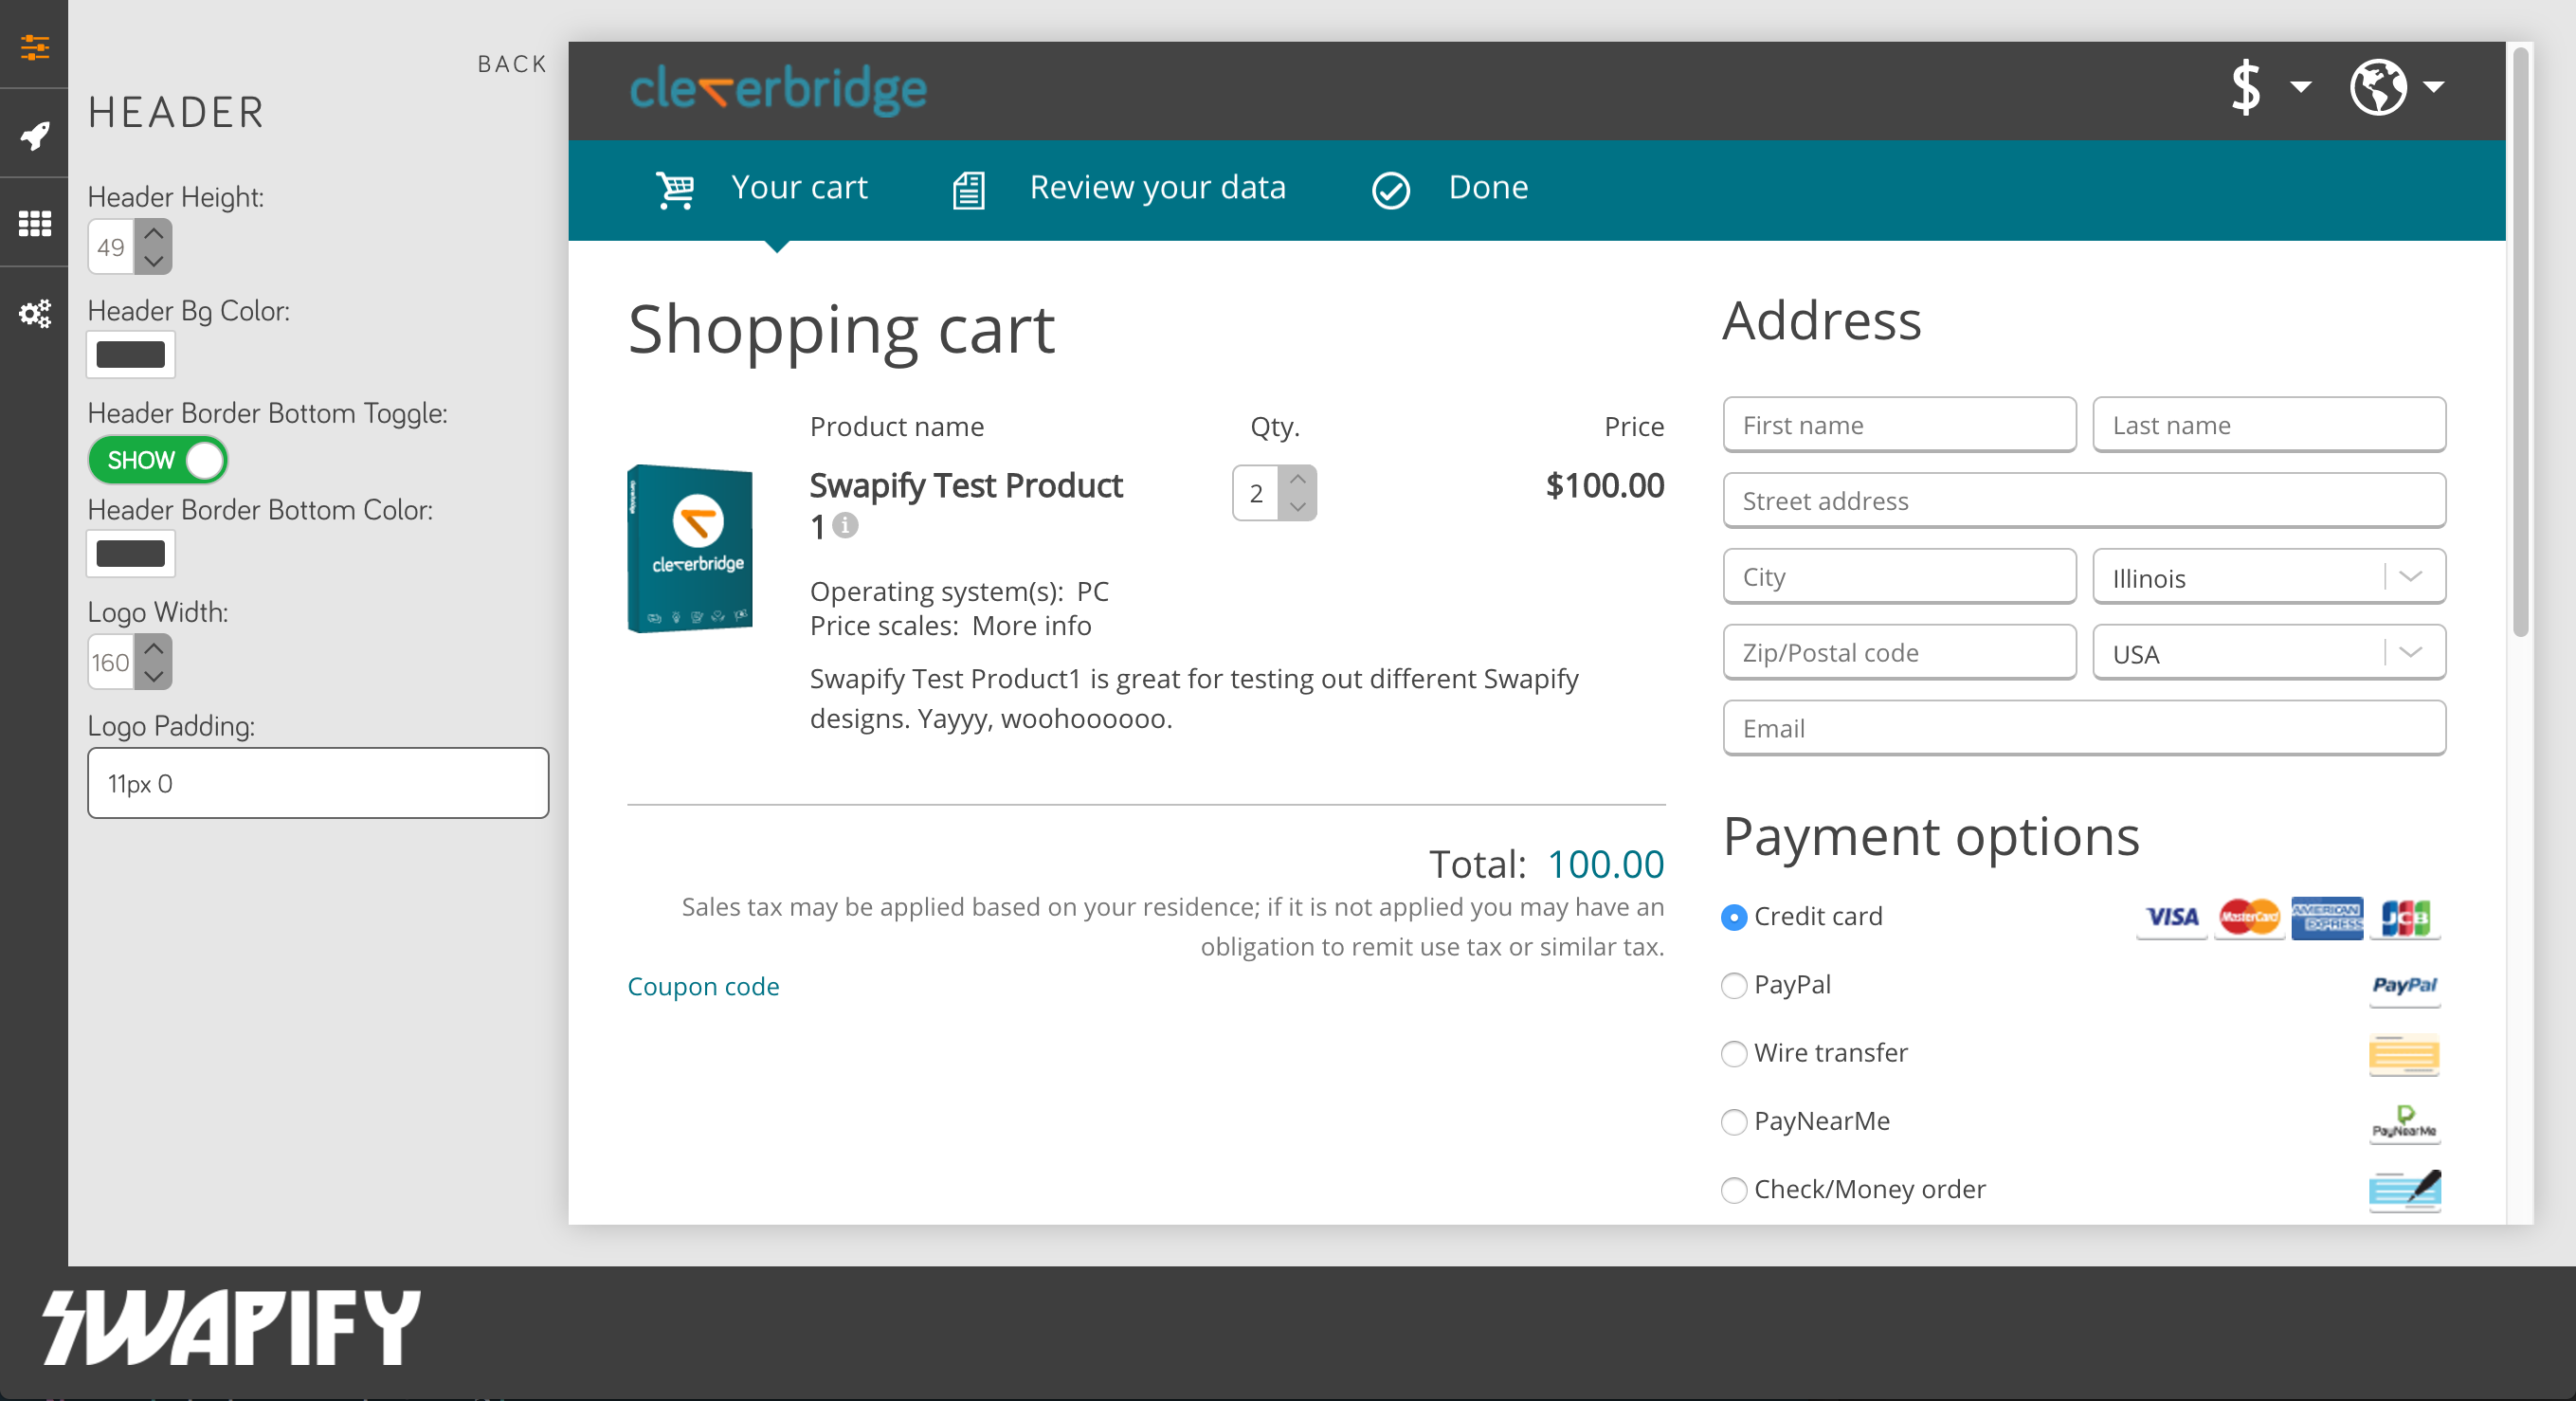 BACK
HEADER
Header Height:
49
Header Bg Color:
Header Border Bottom Toggle:
SHOW
Header Border Bottom Color:
Logo Width:
160
Logo Padding:
11px 0
cleverbridge
$
Your cart
Review your data
Done
Shopping cart
Product name
Qty.
Price
Swapify Test Product
1
i
2
$100.00
cleverbridge
Operating system(s): PC
Price scales: More info
Swapify Test Product1 is great for testing out different Swapify
designs. Yayyy, woohoooooo.
Total: 100.00
Sales tax may be applied based on your residence; if it is not applied you may have an
obligation to remit use tax or similar tax.
Coupon code
Address
First name
Last name
Street address
City
Illinois
Zip/Postal code
USA
Email
Payment options
Credit card
VISA
MasterCard
AMERICAN
EXPRESS
JCB
PayPal
PayPal
Wire transfer
PayNearMe
PayNearMe
Check/Money order
SWAPIFY